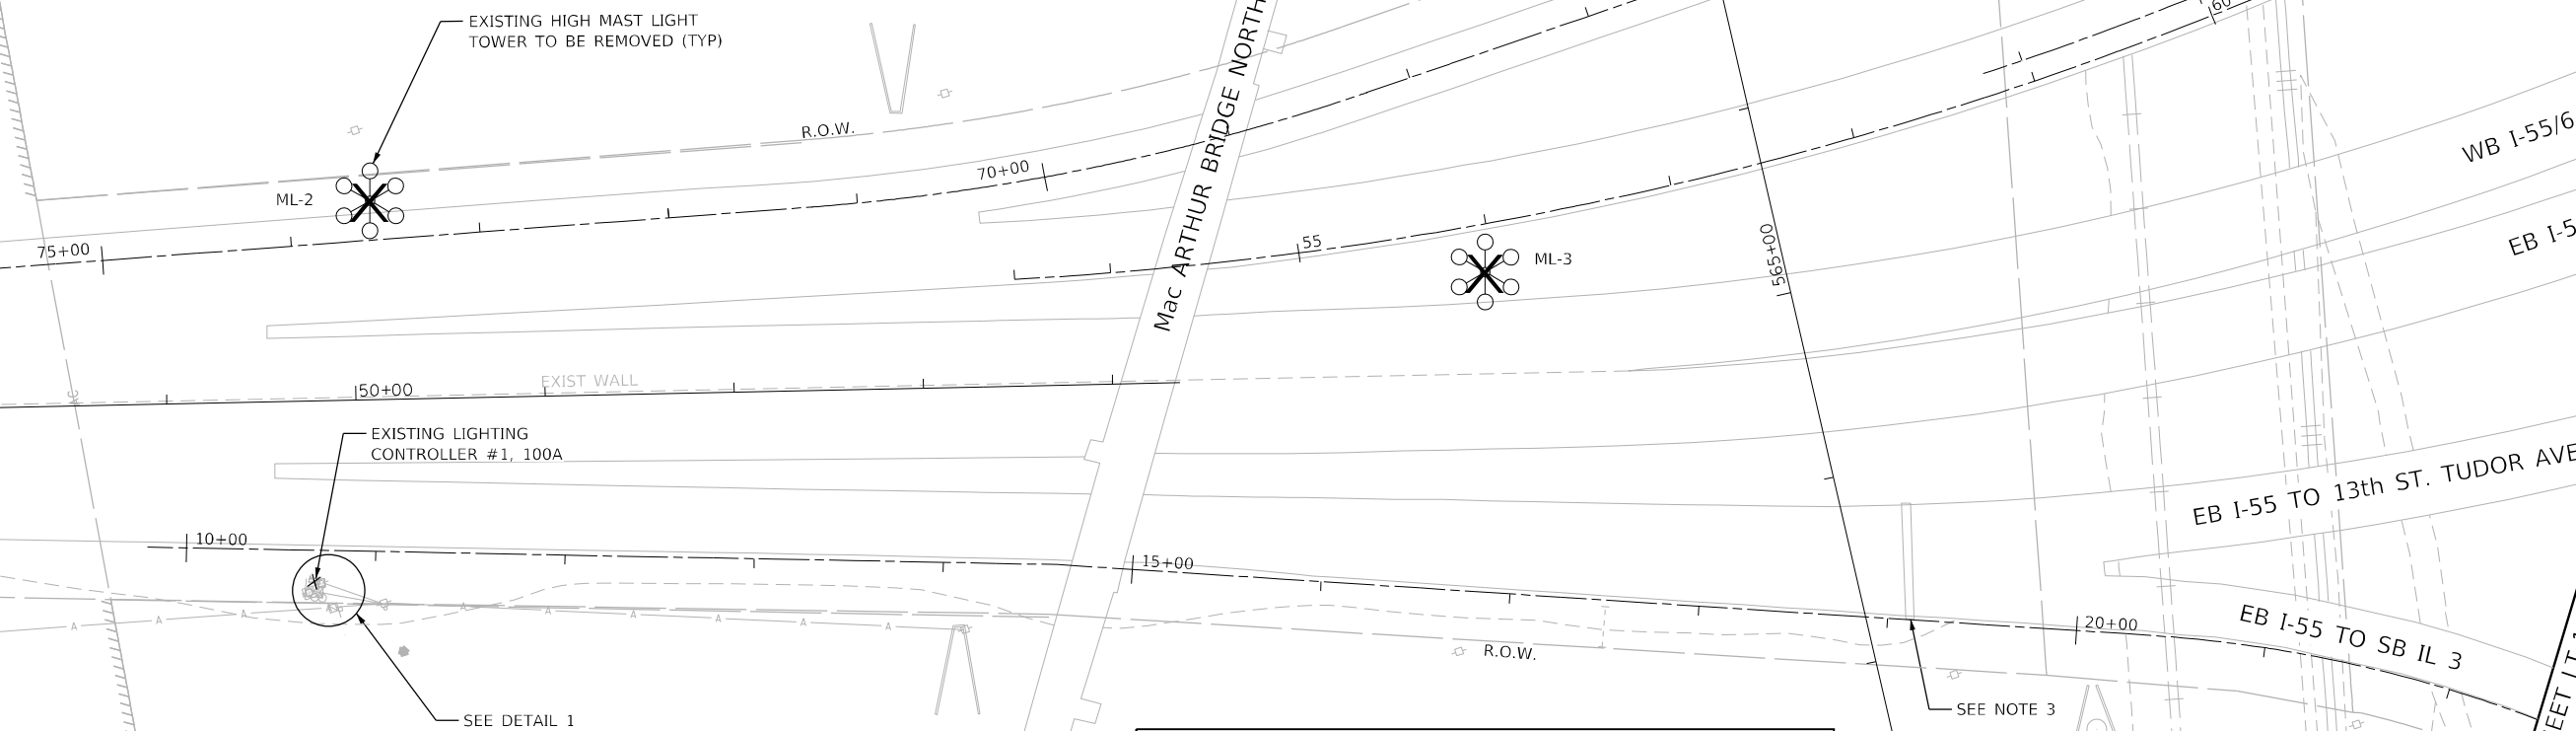 EXISTING HIGH MAST LIGHT
TOWER TO BE REMOVED (TYP)
R.O.W.
ML-2
75+00
70+00
Mac ARTHUR BRIDGE NORTH
55
ML-3
565+00
60
WB I-55/6
EB I-5
EXIST WALL
50+00
EXISTING LIGHTING
CONTROLLER #1, 100A
EB I-55 TO 13th ST. TUDOR AVE
10+00
15+00
20+00
EB I-55 TO SB IL 3
A A A A A A A A A A
R.O.W.
SEE NOTE 3
SEE DETAIL 1